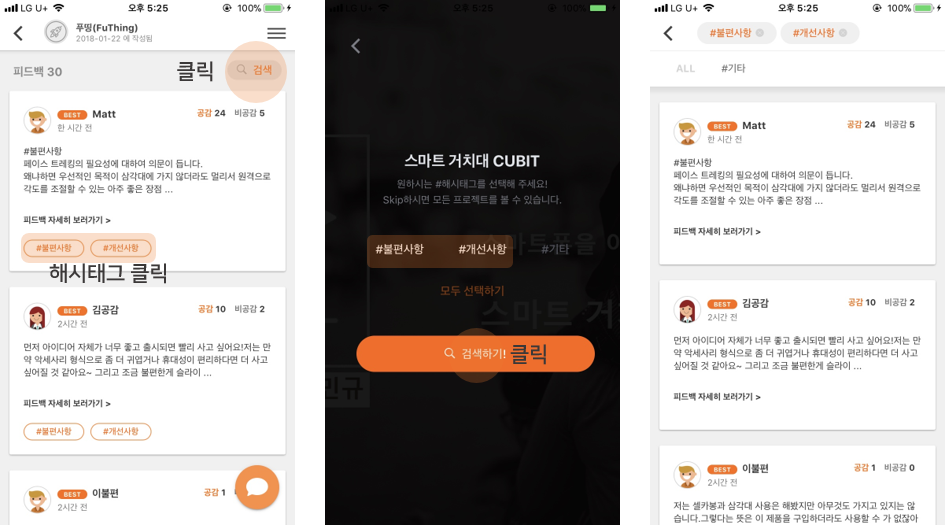 LG U+
오후 5:25
100%
푸띵(FuThing)
2018-01-22 에 작성됨
피드백 30
클릭
검색
BEST
Matt
공감 24
비공감 5
한 시간 전
#불편사항
페이스 트레킹의 필요성에 대하여 의문이 듭니다.
왜냐하면 우선적인 목적이 삼각대에 가지 않더라도 멀리서 원격으로
각도를 조절할 수 있는 아주 좋은 장점 ...
피드백 자세히 보러가기 >
#불편사항
#개선사항
해시태그 클릭
BEST
김공감
공감 10
비공감 2
2시간 전
먼저 아이디어 자체가 너무 좋고 출시되면 빨리 사고 싶어요!저는 만
약 악세사리 형식으로 좀 더 귀엽거나 휴대성이 편리하다면 더 사고
싶어질 것 같아요~ 그리고 조금 불편한게 슬라이 ...
피드백 자세히 보러가기 >
#불편사항
#개선사항
BEST
이불편
공감 1
2시간 전
LG U+
오후 5:25
100%
스마트 거치대 CUBIT
원하시는 #해시태그를 선택해 주세요!
Skip하시면 모든 프로젝트를 볼 수 있습니다.
#불편사항
#개선사항
#기타
스마트폰을 이
모두 선택하기
스마트 거
검색하기!
클릭
민규
LG U+
오후 5:25
100%
#불편사항
#개선사항
ALL
#기타
BEST
Matt
공감 24
비공감 5
한 시간 전
#불편사항
페이스 트레킹의 필요성에 대하여 의문이 듭니다.
왜냐하면 우선적인 목적이 삼각대에 가지 않더라도 멀리서 원격으로
각도를 조절할 수 있는 아주 좋은 장점 ...
피드백 자세히 보러가기 >
BEST
김공감
공감 10
비공감 2
2시간 전
먼저 아이디어 자체가 너무 좋고 출시되면 빨리 사고 싶어요!저는 만
약 악세사리 형식으로 좀 더 귀엽거나 휴대성이 편리하다면 더 사고
싶어질 것 같아요~ 그리고 조금 불편한게 슬라이 ...
피드백 자세히 보러가기 >
BEST
이불편
공감 1
비공감 0
2시간 전
저는 셀카봉과 삼각대 사용은 해봤지만 아무것도 가지고 있지는 않
습니다.그렇다는 뜻은 이 제품을 구입하더라도 사용할 수 가 없잖아